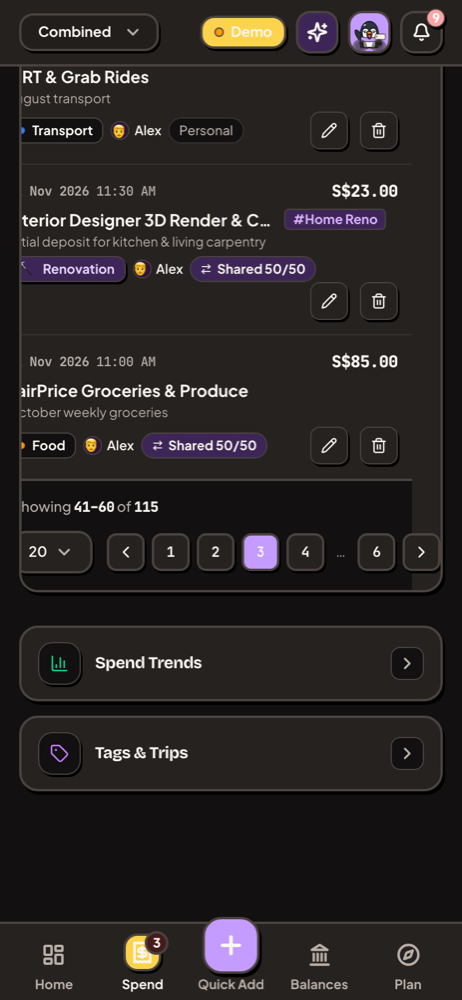 Combined
Demo
9
RT & Grab Rides
gust transport
Transport Alex Personal
Nov 2026 11:30 AM S$23.00
terior Designer 3D Render & C... #Home Reno
tial deposit for kitchen & living carpentry
Renovation Alex Shared 50/50
Nov 2026 11:00 AM S$85.00
airPrice Groceries & Produce
ctober weekly groceries
Food Alex Shared 50/50
howing 41–60 of 115
20 1 2 3 4 ... 6
Spend Trends
Tags & Trips
3
Home Spend Quick Add Balances Plan